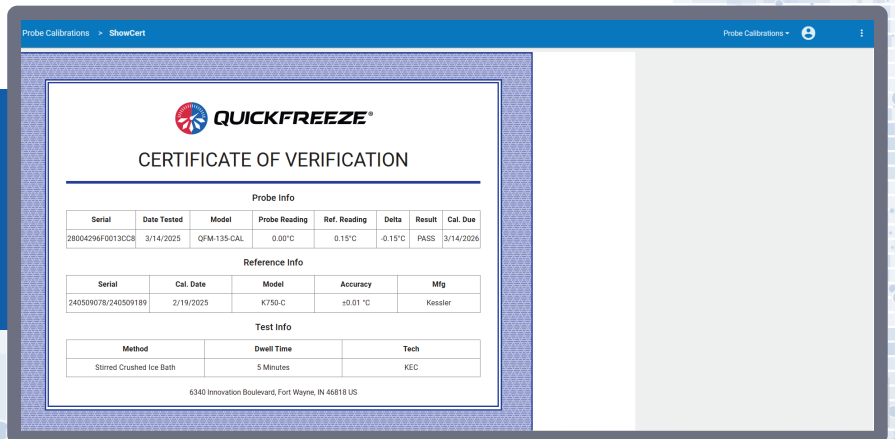 Probe Calibrations > ShowCert Probe Calibrations
QUICKFREEZE®
CERTIFICATE OF VERIFICATION
Probe Info
Serial Date Tested Model Probe Reading Ref. Reading Delta Result Cal. Due
28004296F0013CC8 3/14/2025 QFM-135-CAL 0.00°C 0.15°C -0.15°C PASS 3/14/2026
Reference Info
Serial Cal. Date Model Accuracy Mfg
240509078/240509189 2/19/2025 K750-C ±0.01 °C Kessler
Test Info
Method Dwell Time Tech
Stirred Crushed Ice Bath 5 Minutes KEC
6340 Innovation Boulevard, Fort Wayne, IN 46818 US